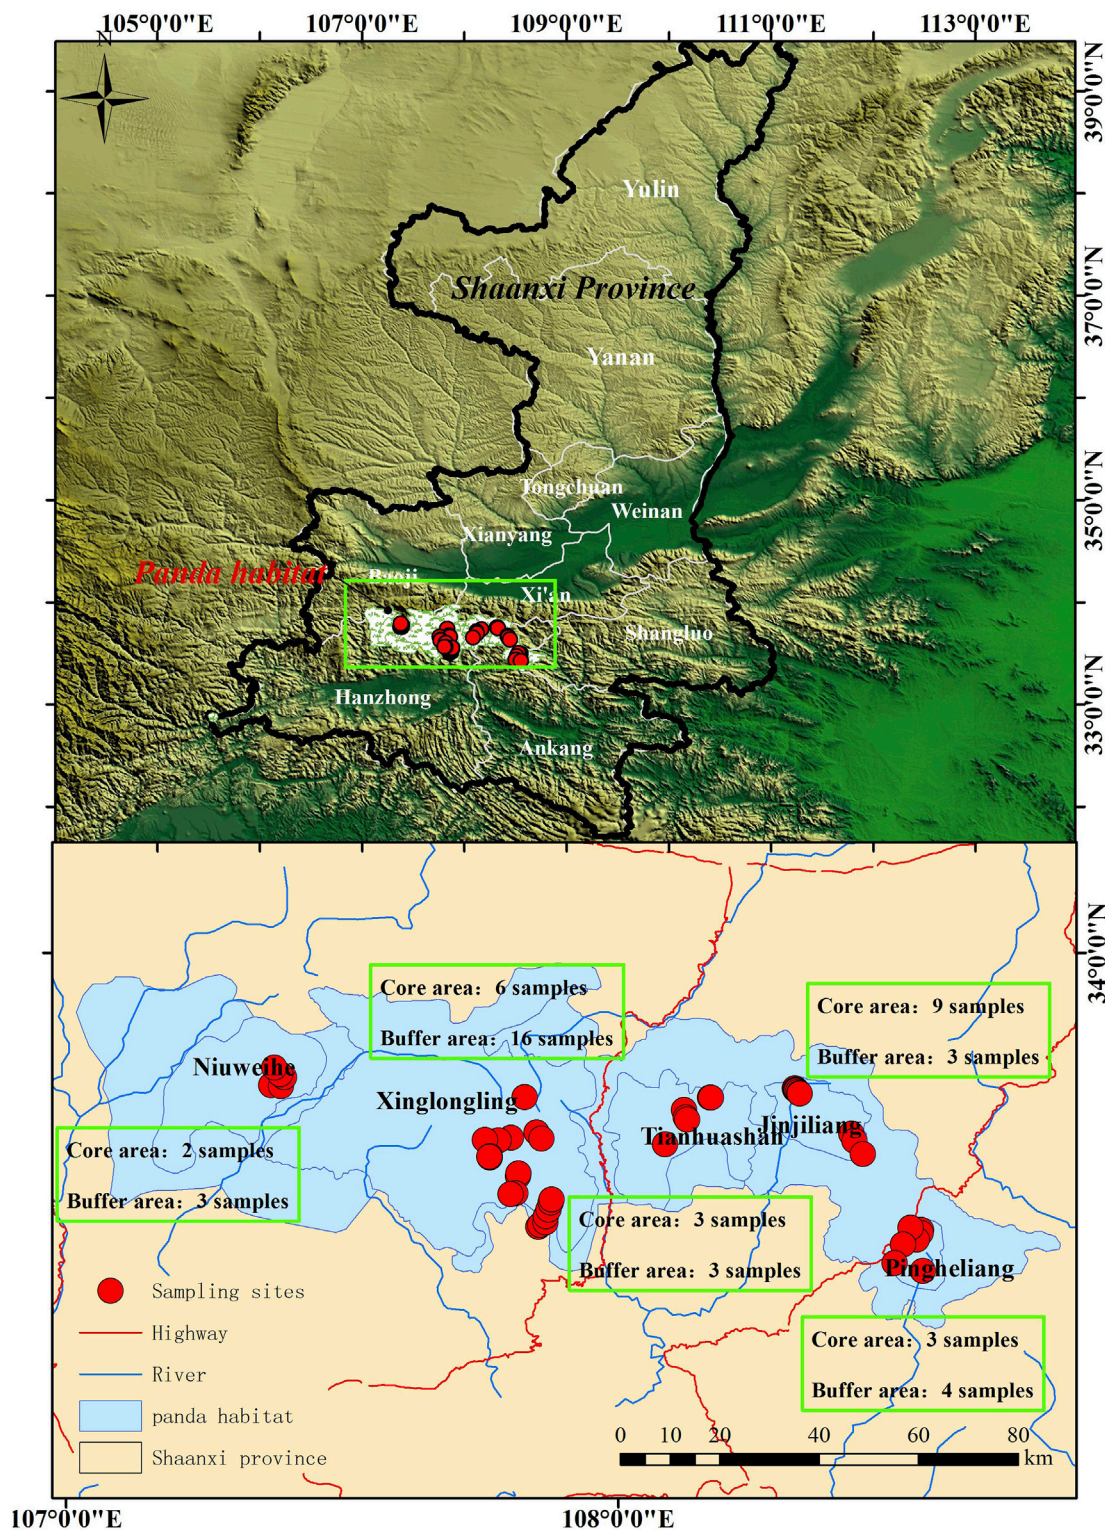 105°0'0"E 107°0'0"E 109°0'0"E 111°0'0"E 113°0'0"E
N
39°0'0"N
Yulin
Shaanxi Province
37°0'0"N
Yanan
Tongchuan
35°0'0"N
Weinan
Xianyang
Panda habitat
Baoji
Xi'an
Shangluo
Hanzhong
33°0'0"N
Ankang
34°0'0"N
Core area: 6 samples
Buffer area: 16 samples
Core area: 9 samples
Buffer area: 3 samples
Niuweihe
Xinglongling
Tianhuashan
Jinjiliang
Core area: 2 samples
Buffer area: 3 samples
Core area: 3 samples
Buffer area: 3 samples
Pingheliang
Sampling sites
Highway
River
panda habitat
Shaanxi province
Core area: 3 samples
Buffer area: 4 samples
0 10 20 40 60 80
km
107°0'0"E 108°0'0"E